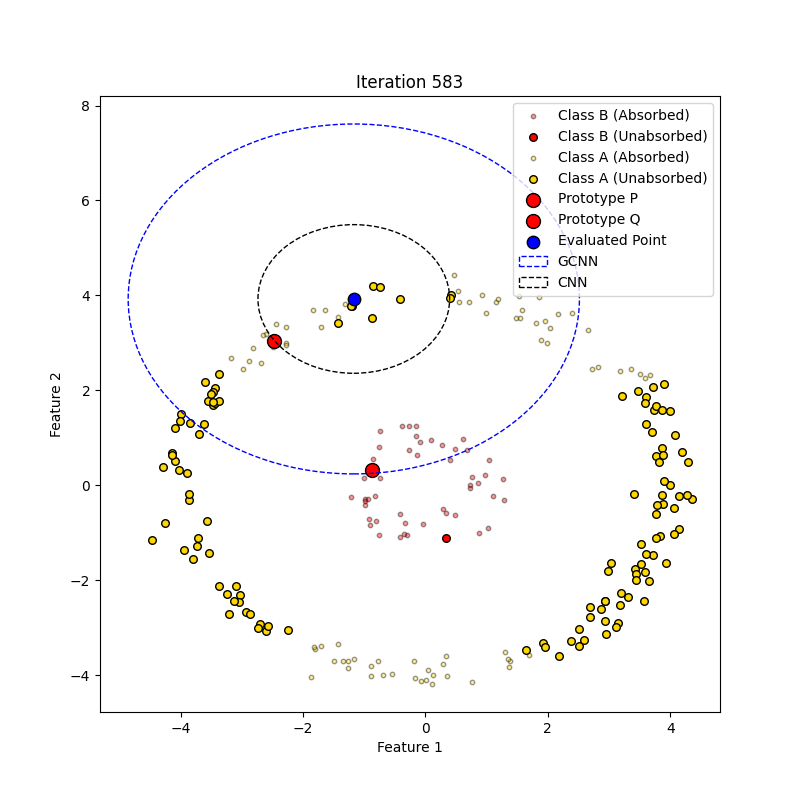 Iteration 583
Class B (Absorbed)
Class B (Unabsorbed)
Class A (Absorbed)
Class A (Unabsorbed)
Prototype P
Prototype Q
Evaluated Point
GCNN
CNN
8
6
4
2
0
−2
−4
Feature 2
−4 −2 0 2 4
Feature 1